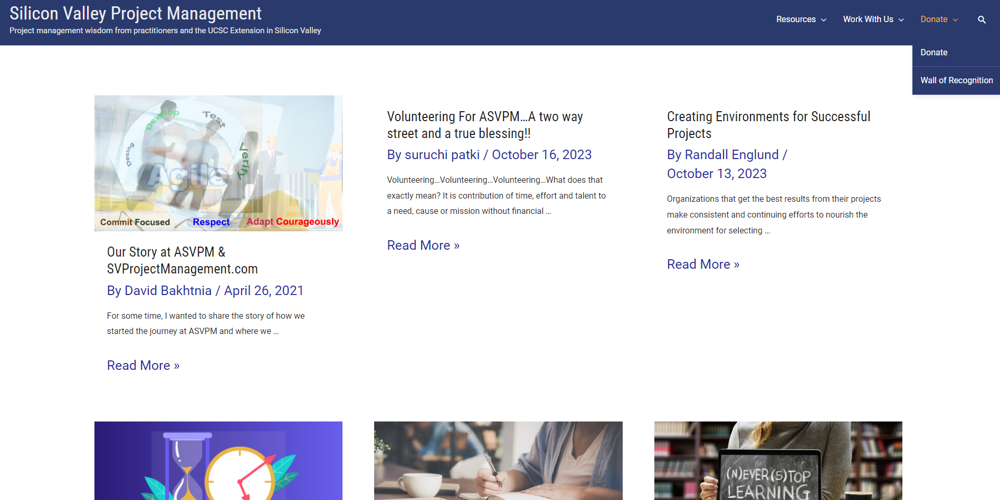 Silicon Valley Project Management
Project management wisdom from practitioners and the UCSC Extension in Silicon Valley
Resources
Work With Us
Donate
Donate
Wall of Recognition
Desing
Develop
Test
Verify
Agile
Commit Focused
Respect
Adapt Courageously
Our Story at ASVPM &
SVProjectManagement.com
By David Bakhtnia / April 26, 2021
For some time, I wanted to share the story of how we
started the journey at ASVPM and where we ...
Read More »
Volunteering For ASVPM…A two way
street and a true blessing!!
By suruchi patki / October 16, 2023
Volunteering…Volunteering…Volunteering…What does that
exactly mean? It is contribution of time, effort and talent to
a need, cause or mission without financial ...
Read More »
Creating Environments for Successful
Projects
By Randall Englund /
October 13, 2023
Organizations that get the best results from their projects
make consistent and continuing efforts to nourish the
environment for selecting ...
Read More »
(N)EVER (S)TOP
LEARNING